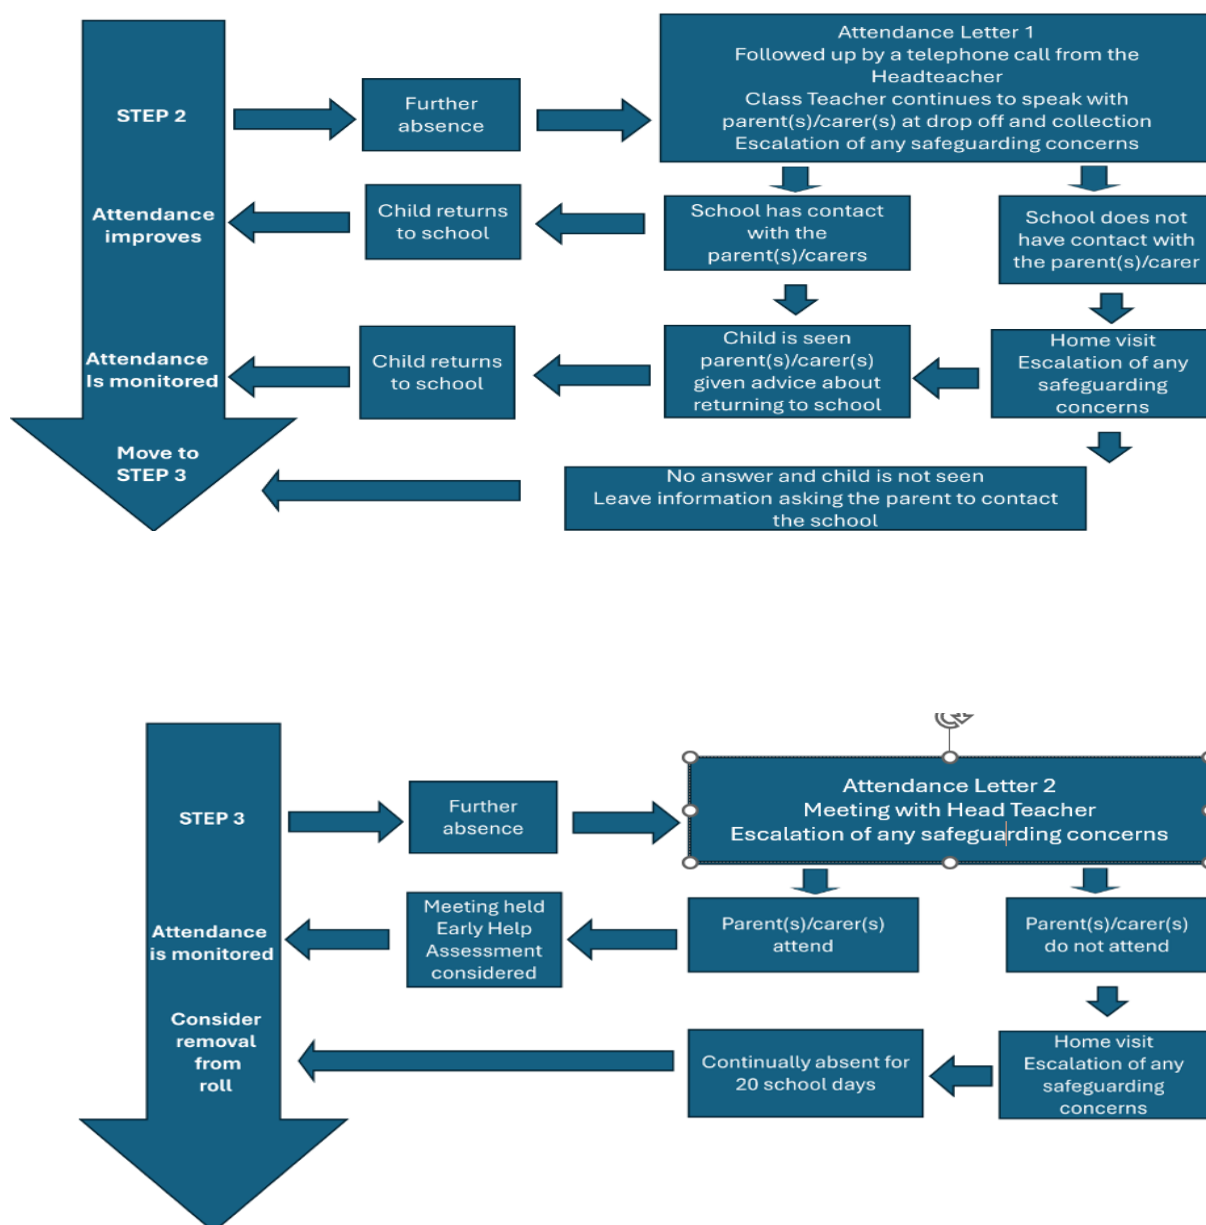 STEP 2
Further
absence
Attendance Letter 1
Followed up by a telephone call from the
Headteacher
Class Teacher continues to speak with
parent(s)/carer(s) at drop off and collection
Escalation of any safeguarding concerns
Attendance
improves
Child returns
to school
School has contact
with the
parent(s)/carers
School does not
have contact with
the parent(s)/carer
Attendance
Is monitored
Child returns
to school
Child is seen
parent(s)/carer(s)
given advice about
returning to school
Home visit
Escalation of any
safeguarding
concerns
Move to
STEP 3
No answer and child is not seen
Leave information asking the parent to contact
the school
STEP 3
Further
absence
Attendance Letter 2
Meeting with Head Teacher
Escalation of any safeguarding concerns
Attendance
is monitored
Meeting held
Early Help
Assessment
considered
Parent(s)/carer(s)
attend
Parent(s)/carer(s)
do not attend
Consider
removal
from
roll
Continually absent for
20 school days
Home visit
Escalation of any
safeguarding
concerns